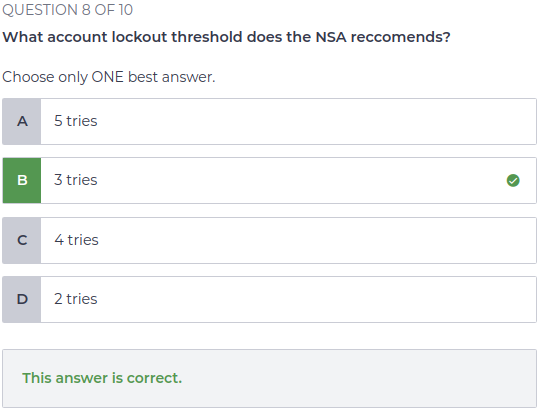 QUESTION 8 OF 10
What account lockout threshold does the NSA reccomends?
Choose only ONE best answer.
A 5 tries
B 3 tries
C 4 tries
D 2 tries
This answer is correct.